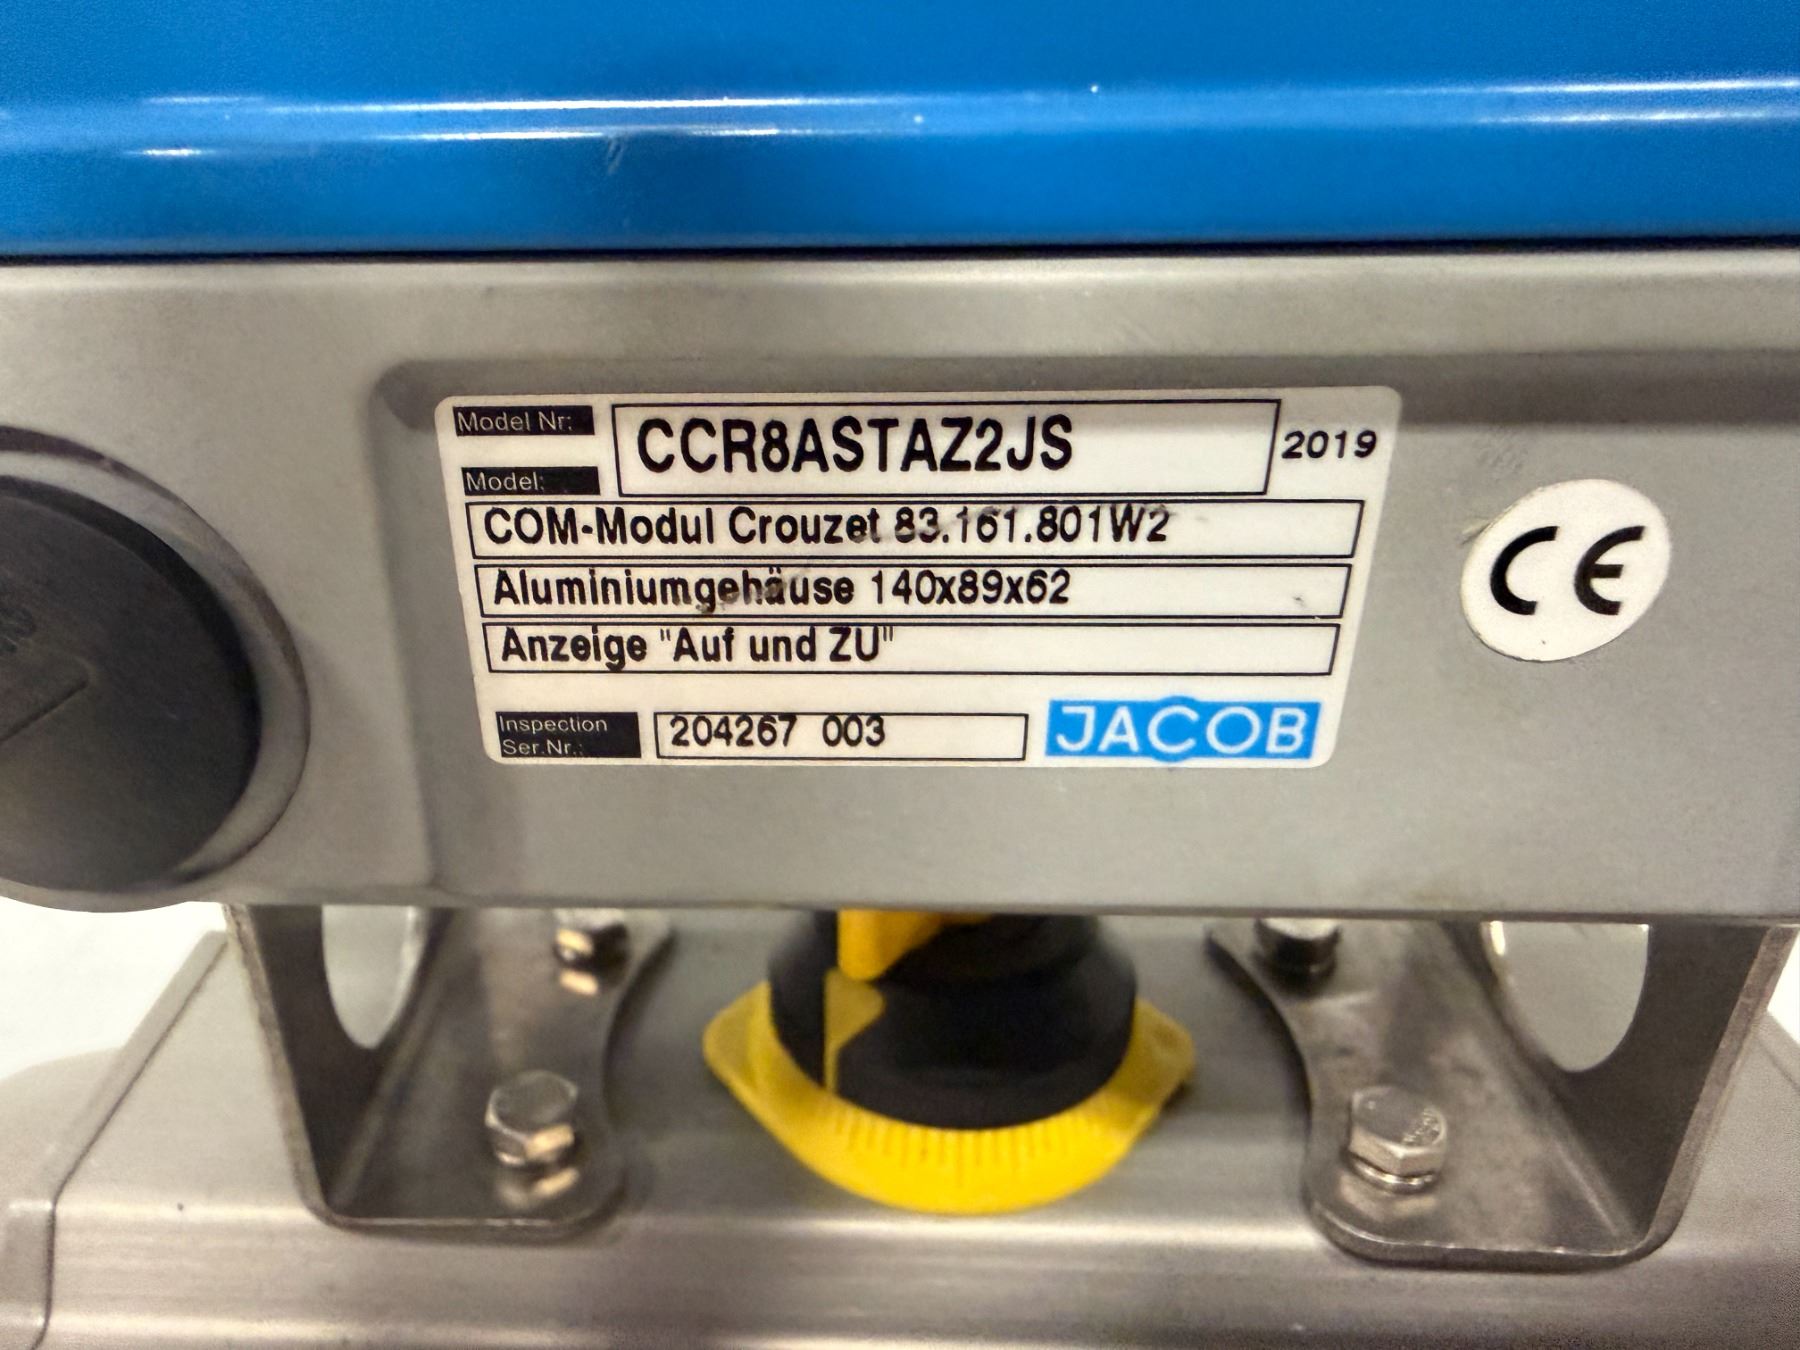 Model Nr:
CCR8ASTAZ2JS
2019
Model:
COM-Modul Crouzet 83.161.801W2
Aluminiumgehäuse 140x89x62
Anzeige "Auf und ZU"
Inspection
Ser.Nr.:
204267 003
JACOB
CE